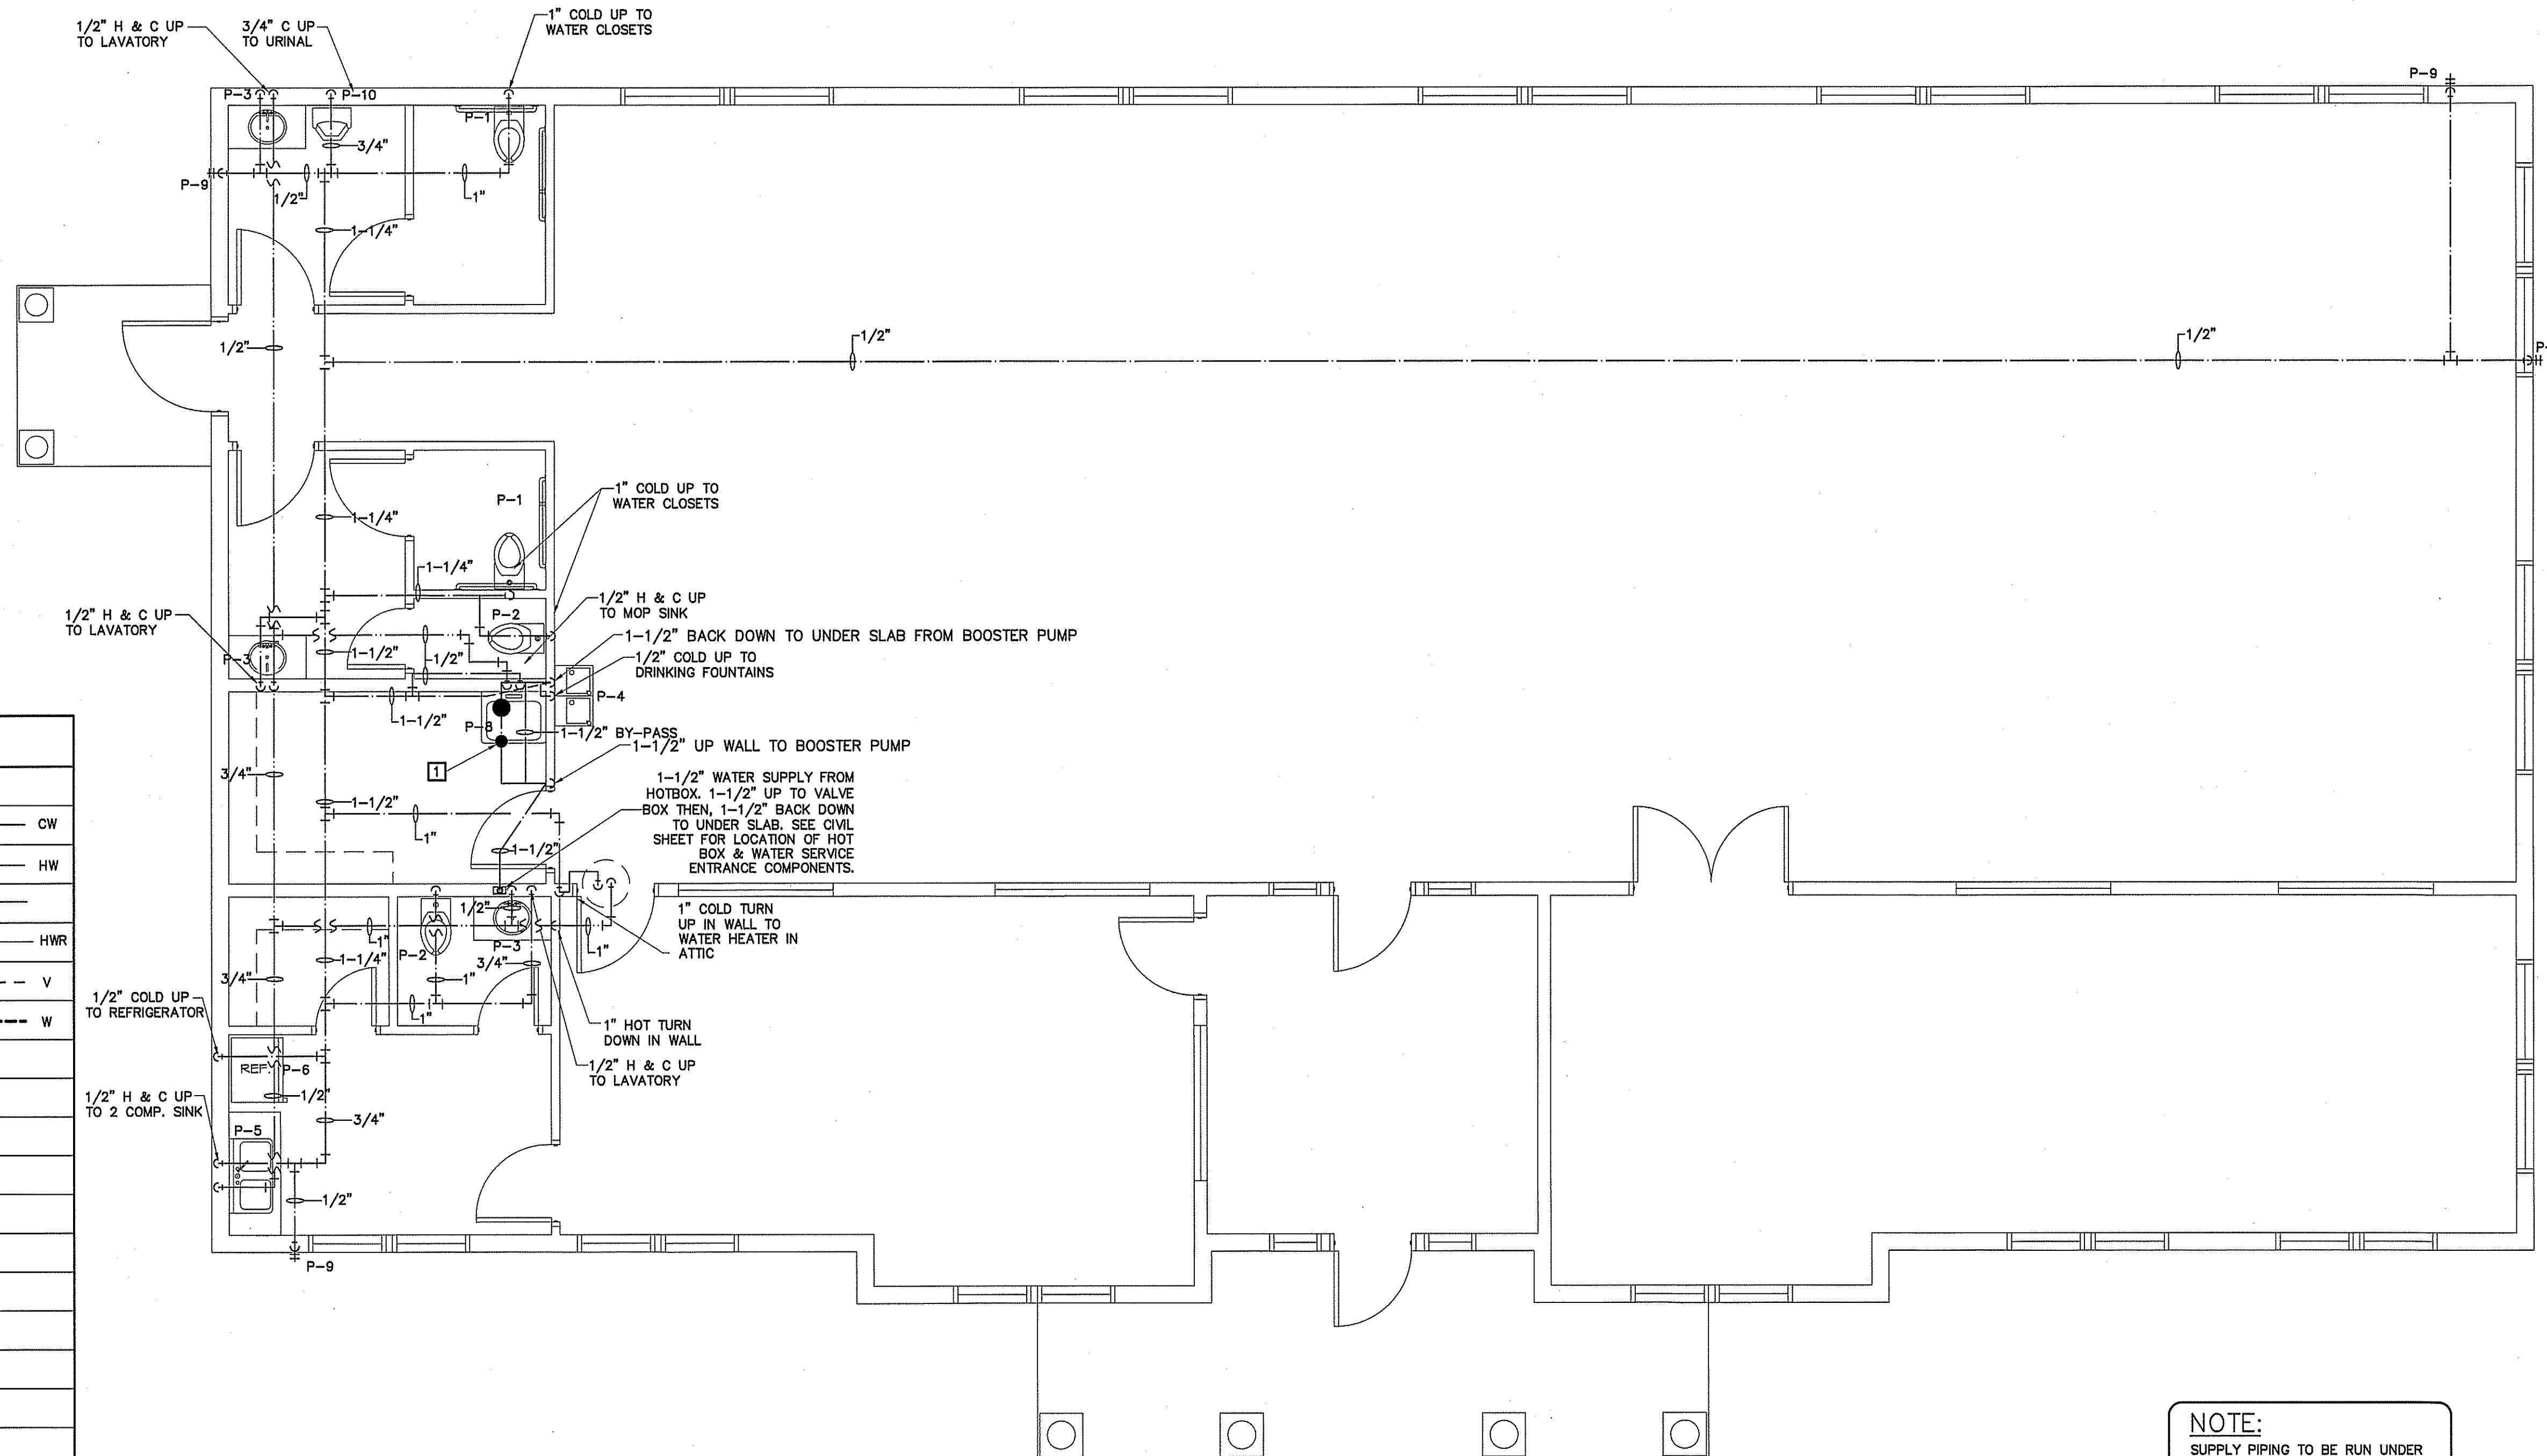 1/2" H & C UP
TO LAVATORY
3/4" C UP
TO URINAL
1" COLD UP TO
WATER CLOSETS
P-3
P-10
P-1
P-9
3/4"
P-9
1/2"
1"
1-1/4"
1/2"
1/2"
1/2"
P-1
1" COLD UP TO
WATER CLOSETS
1-1/4"
1-1/4"
1/2" H & C UP
TO LAVATORY
P-2
1/2" H & C UP
TO MOP SINK
1-1/2" BACK DOWN TO UNDER SLAB FROM BOOSTER PUMP
P-3
1-1/2"
1/2"
1/2" COLD UP TO
DRINKING FOUNTAINS
P-4
1-1/2"
P-8
1-1/2" BY-PASS
1-1/2" UP WALL TO BOOSTER PUMP
1
3/4"
1-1/2"
1"
1-1/2" WATER SUPPLY FROM
HOTBOX. 1-1/2" UP TO VALVE
BOX THEN, 1-1/2" BACK DOWN
TO UNDER SLAB. SEE CIVIL
SHEET FOR LOCATION OF HOT
BOX & WATER SERVICE
ENTRANCE COMPONENTS.
1-1/2"
CW
HW
HWR
V
W
1/2"
1" COLD TURN
UP IN WALL TO
WATER HEATER IN
ATTIC
1"
P-2
P-3
1"
1-1/4"
3/4"
3/4"
1"
1"
1/2" COLD UP
TO REFRIGERATOR
1" HOT TURN
DOWN IN WALL
REF.
P-6
1/2" H & C UP
TO LAVATORY
1/2" H & C UP
TO 2 COMP. SINK
1/2"
3/4"
P-5
1/2"
P-9
NOTE:
SUPPLY PIPING TO BE RUN UNDER